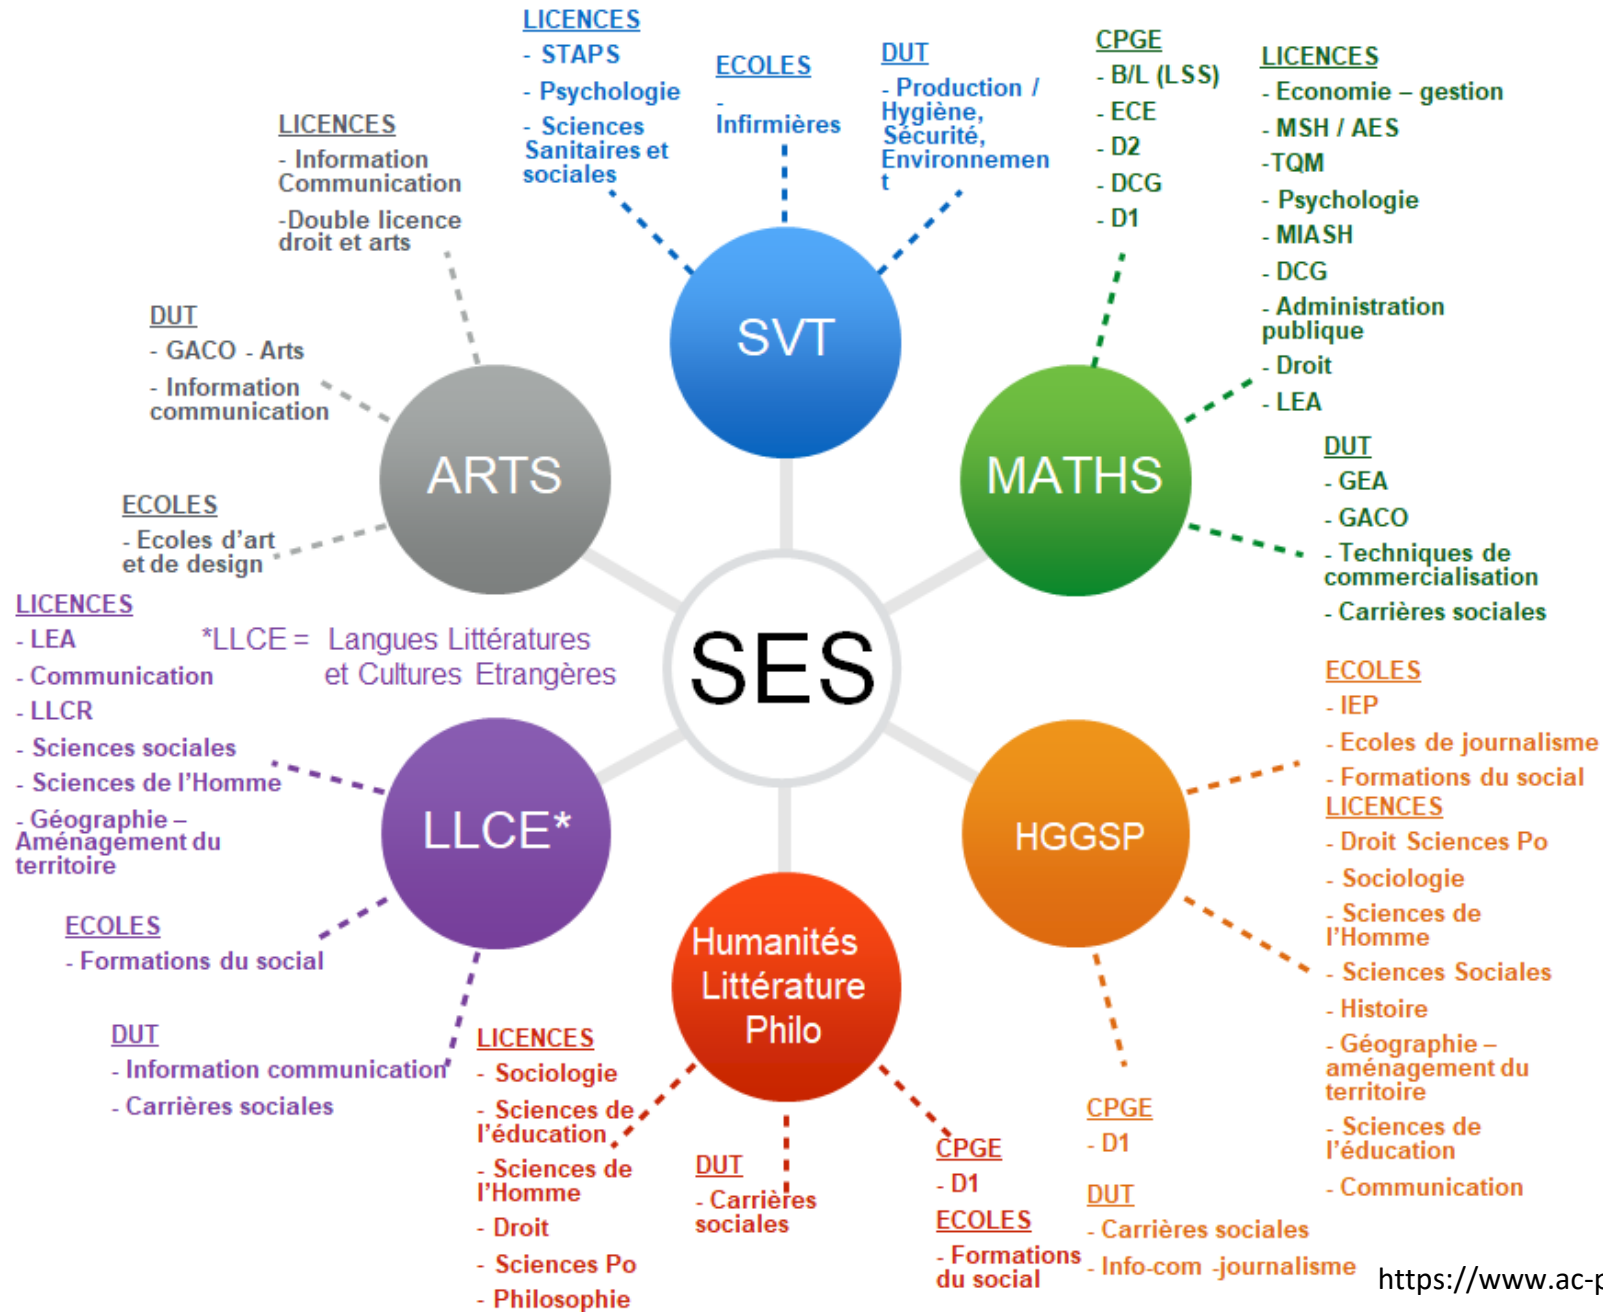 LICENCES
- STAPS
- Psychologie
- Sciences
Sanitaires et
sociales
ECOLES
-
Infirmières
DUT
- Production /
Hygiène,
Sécurité,
Environnemen
t
SVT
CPGE
- B/L (LSS)
- ECE
- D2
- DCG
- D1
LICENCES
- Economie – gestion
- MSH / AES
-TQM
- Psychologie
- MIASH
- DCG
- Administration
publique
- Droit
- LEA
DUT
- GEA
- GACO
- Techniques de
commercialisation
- Carrières sociales
MATHS
LICENCES
- Information
Communication
-Double licence
droit et arts
DUT
- GACO - Arts
- Information
communication
ECOLES
- Ecoles d'art
et de design
ARTS
SES
LICENCES
- LEA
- Communication
- LLCR
- Sciences sociales
- Sciences de l'Homme
- Géographie –
Aménagement du
territoire
*LLCE = Langues Littératures
et Cultures Etrangères
LLCE*
ECOLES
- Formations du social
DUT
- Information communication
- Carrières sociales
ECOLES
- IEP
- Ecoles de journalisme
- Formations du social
LICENCES
- Droit Sciences Po
- Sociologie
- Sciences de
l'Homme
- Sciences Sociales
- Histoire
- Géographie –
aménagement du
territoire
- Sciences de
l'éducation
- Communication
HGGSP
CPGE
- D1
DUT
- Carrières sociales
- Info-com -journalisme
Humanités
Littérature
Philo
LICENCES
- Sociologie
- Sciences de
l'éducation
- Sciences de
l'Homme
- Droit
- Sciences Po
- Philosophie
DUT
- Carrières
sociales
CPGE
- D1
ECOLES
- Formations
du social
https://www.ac-p